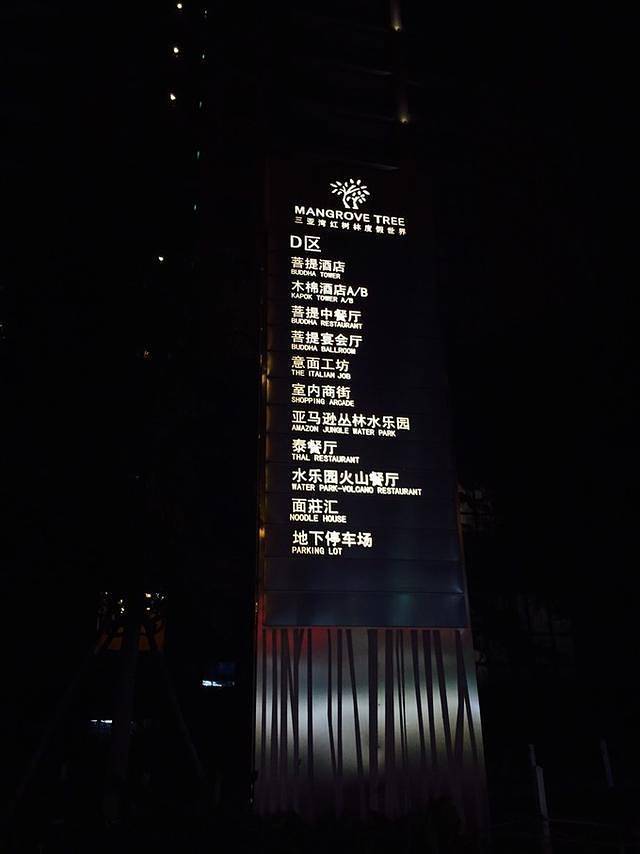 MANGROVE TREE
三亚湾红树林度假世界
D区
菩提酒店
BUDDHA TOWER
木棉酒店A/B
KAPOK TOWER A/B
菩提中餐厅
BUDDHA RESTAURANT
菩提宴会厅
BUDDHA BALLROOM
意面工坊
THE ITALIAN JOB
室内商街
SHOPPING ARCADE
亚马逊丛林水乐园
AMAZON JUNGLE WATER PARK
泰餐厅
THAI RESTAURANT
水乐园火山餐厅
WATER PARK-VOLCANO RESTAURANT
面莊汇
NOODLE HOUSE
地下停车场
PARKING LOT